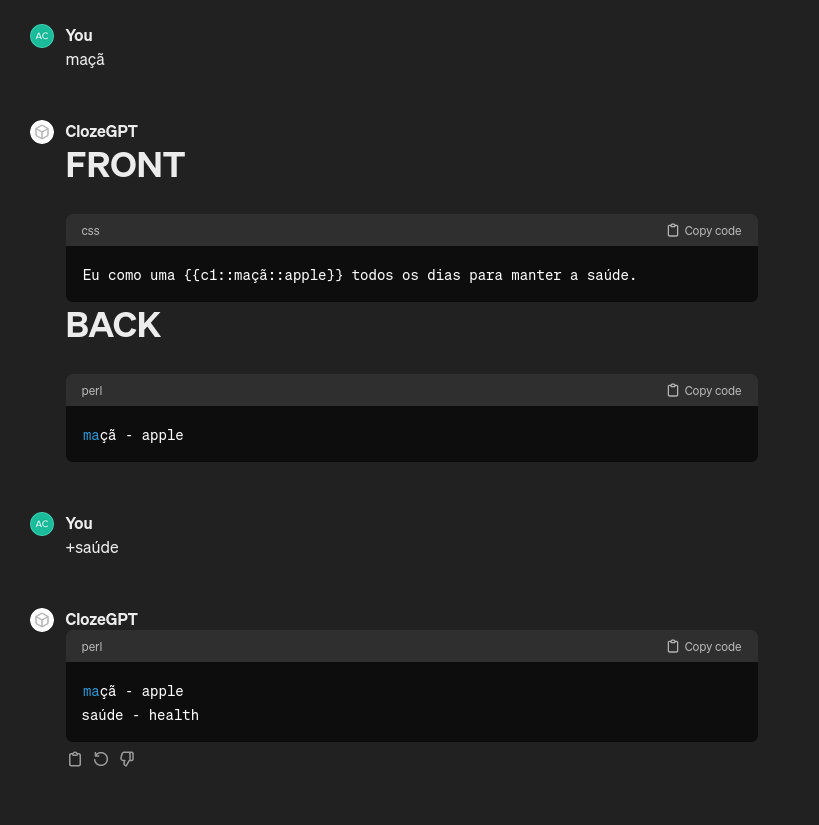 AC You
maçã
ClozeGPT
FRONT
css Copy code
Eu como uma {{c1::maçã::apple}} todos os dias para manter a saúde.
BACK
perl Copy code
maçã - apple
AC You
+saúde
ClozeGPT
perl Copy code
maçã - apple
saúde - health